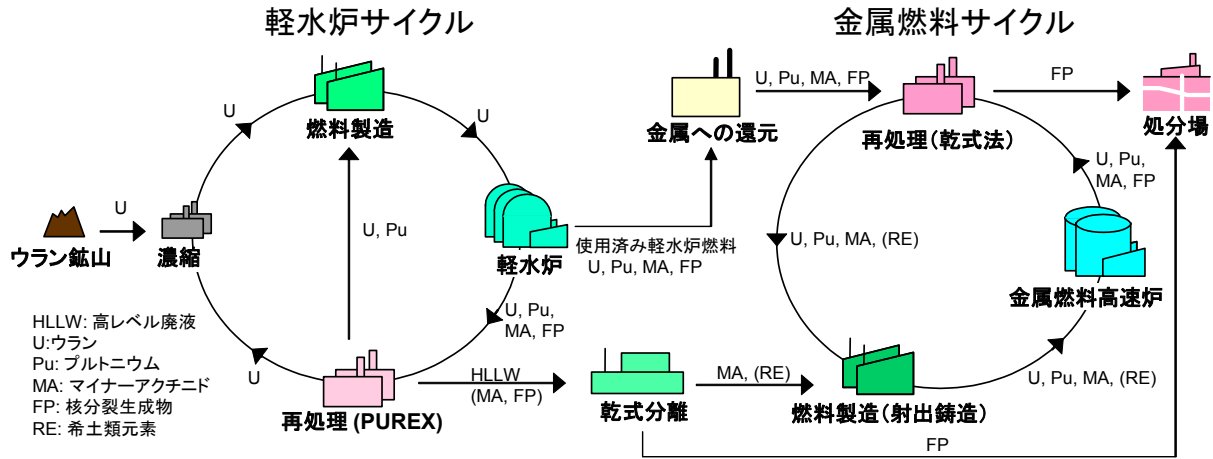 軽水炉サイクル
金属燃料サイクル
U
燃料製造
U
U, Pu, MA, FP
FP
金属への還元
再処理(乾式法)
処分場
U
ウラン鉱山
濃縮
U, Pu
軽水炉
使用済み軽水炉燃料
U, Pu, MA, FP
U, Pu,
MA, FP
U, Pu, MA, (RE)
金属燃料高速炉
HLLW: 高レベル廃液
U:ウラン
Pu: プルトニウム
MA: マイナーアクチニド
FP: 核分裂生成物
RE: 希土類元素
U
再処理 (PUREX)
U, Pu,
MA, FP
HLLW
(MA, FP)
乾式分離
MA, (RE)
燃料製造(射出鋳造)
U, Pu, MA, (RE)
FP